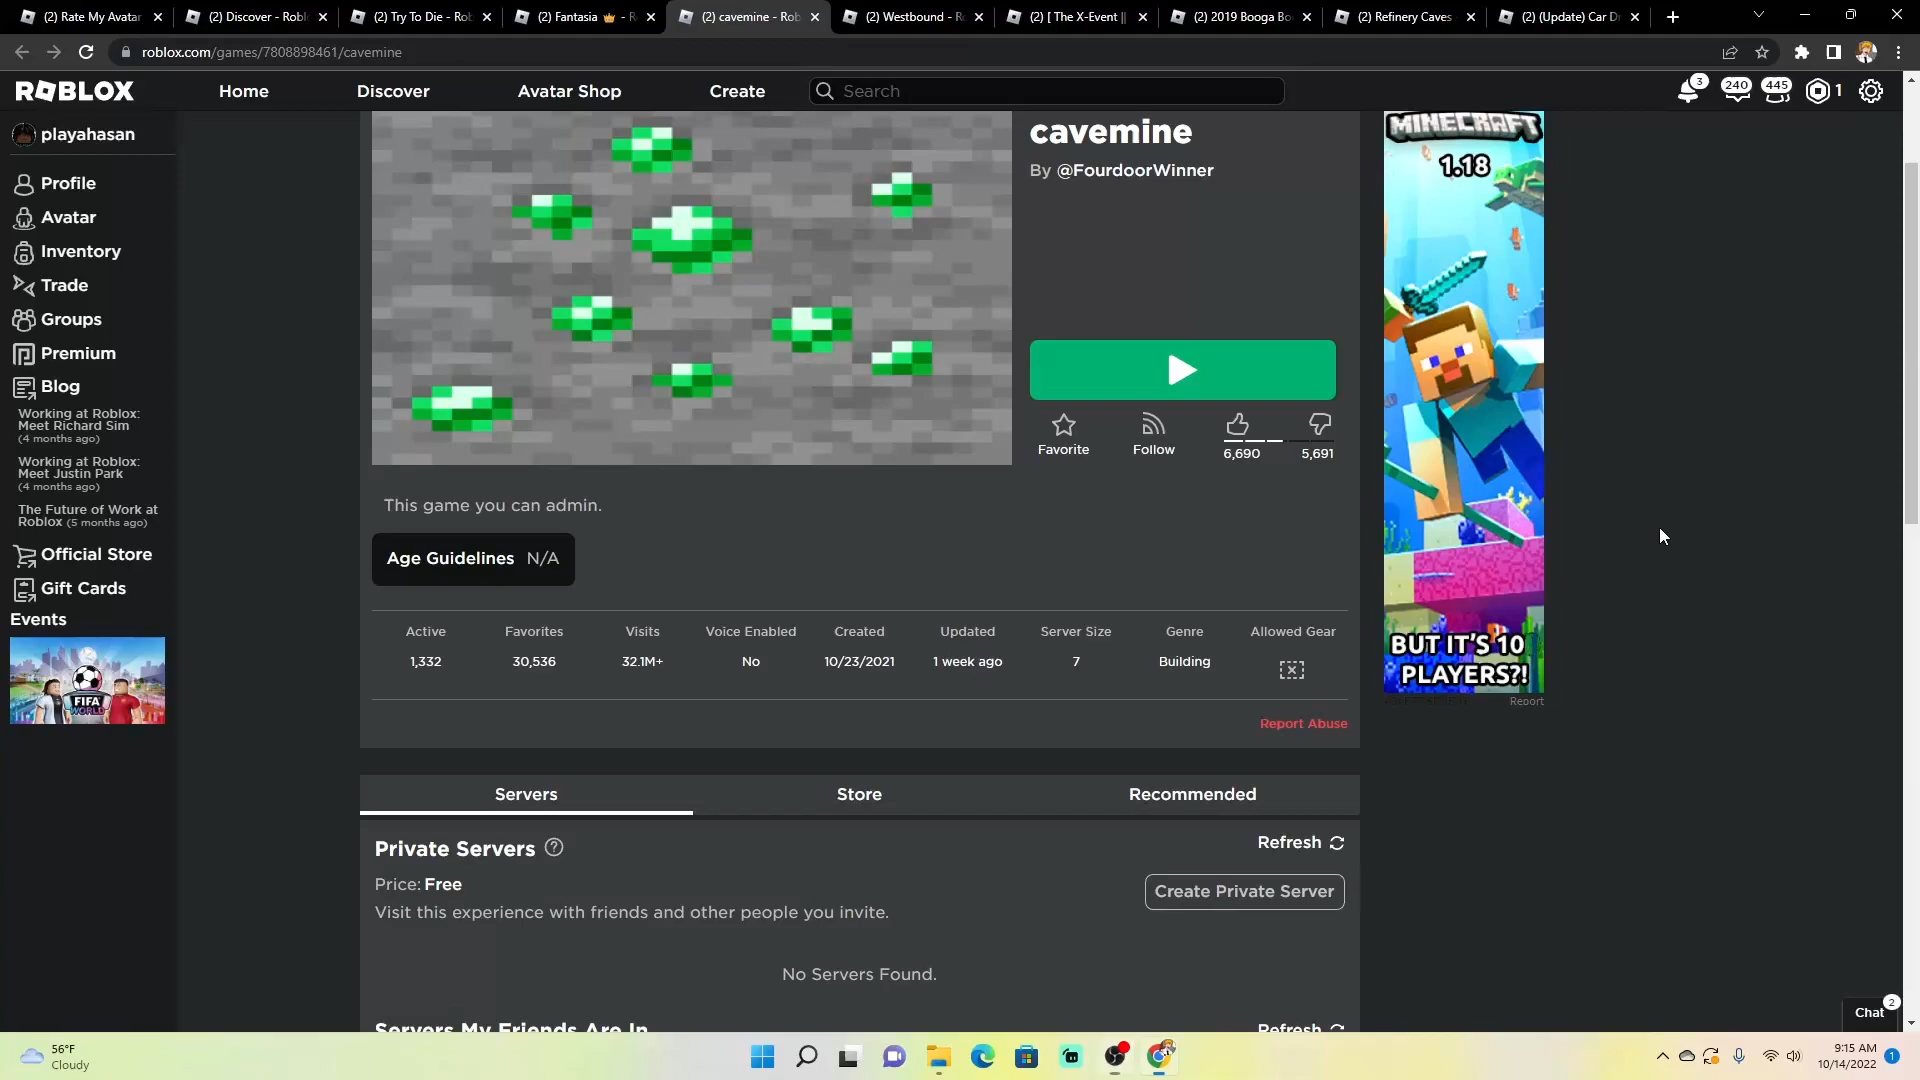 (2) Rate My Avatar
(2) Discover - Robl
(2) Try To Die - Rob
(2) Fantasia 👑 - R
(2) cavemine - Rob
(2) Westbound - R
(2) [ The X-Event ||
(2) 2019 Booga Bo
(2) Refinery Caves
(2) (Update) Car D
roblox.com/games/7808898461/cavemine
ROBLOX
Home
Discover
Avatar Shop
Create
Search
3
240
445
1
playahasan
Profile
Avatar
Inventory
Trade
Groups
Premium
Blog
Working at Roblox:
Meet Richard Sim
(4 months ago)
Working at Roblox:
Meet Justin Park
(4 months ago)
The Future of Work at
Roblox (5 months ago)
Official Store
Gift Cards
Events
FIFA
WORLD
cavemine
By @FourdoorWinner
Favorite
Follow
6,690
5,691
This game you can admin.
Age Guidelines N/A
Active
Favorites
Visits
Voice Enabled
Created
Updated
Server Size
Genre
Allowed Gear
1,332
30,536
32.1M+
No
10/23/2021
1 week ago
7
Building
Report Abuse
Servers
Store
Recommended
Private Servers
Refresh
Price: Free
Create Private Server
Visit this experience with friends and other people you invite.
No Servers Found.
Servers My Friends Are In
Refresh
MINECRAFT
1.18
BUT IT'S 10
PLAYERS?!
Report
Chat
2
56°F
Cloudy
9:15 AM
10/14/2022
1